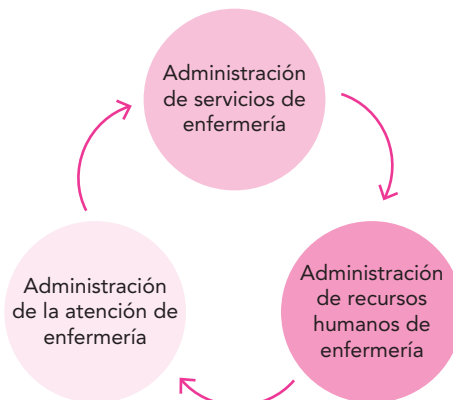 Administración
de servicios de
enfermería
Administración
de recursos
humanos de
enfermería
Administración
de la atención de
enfermería